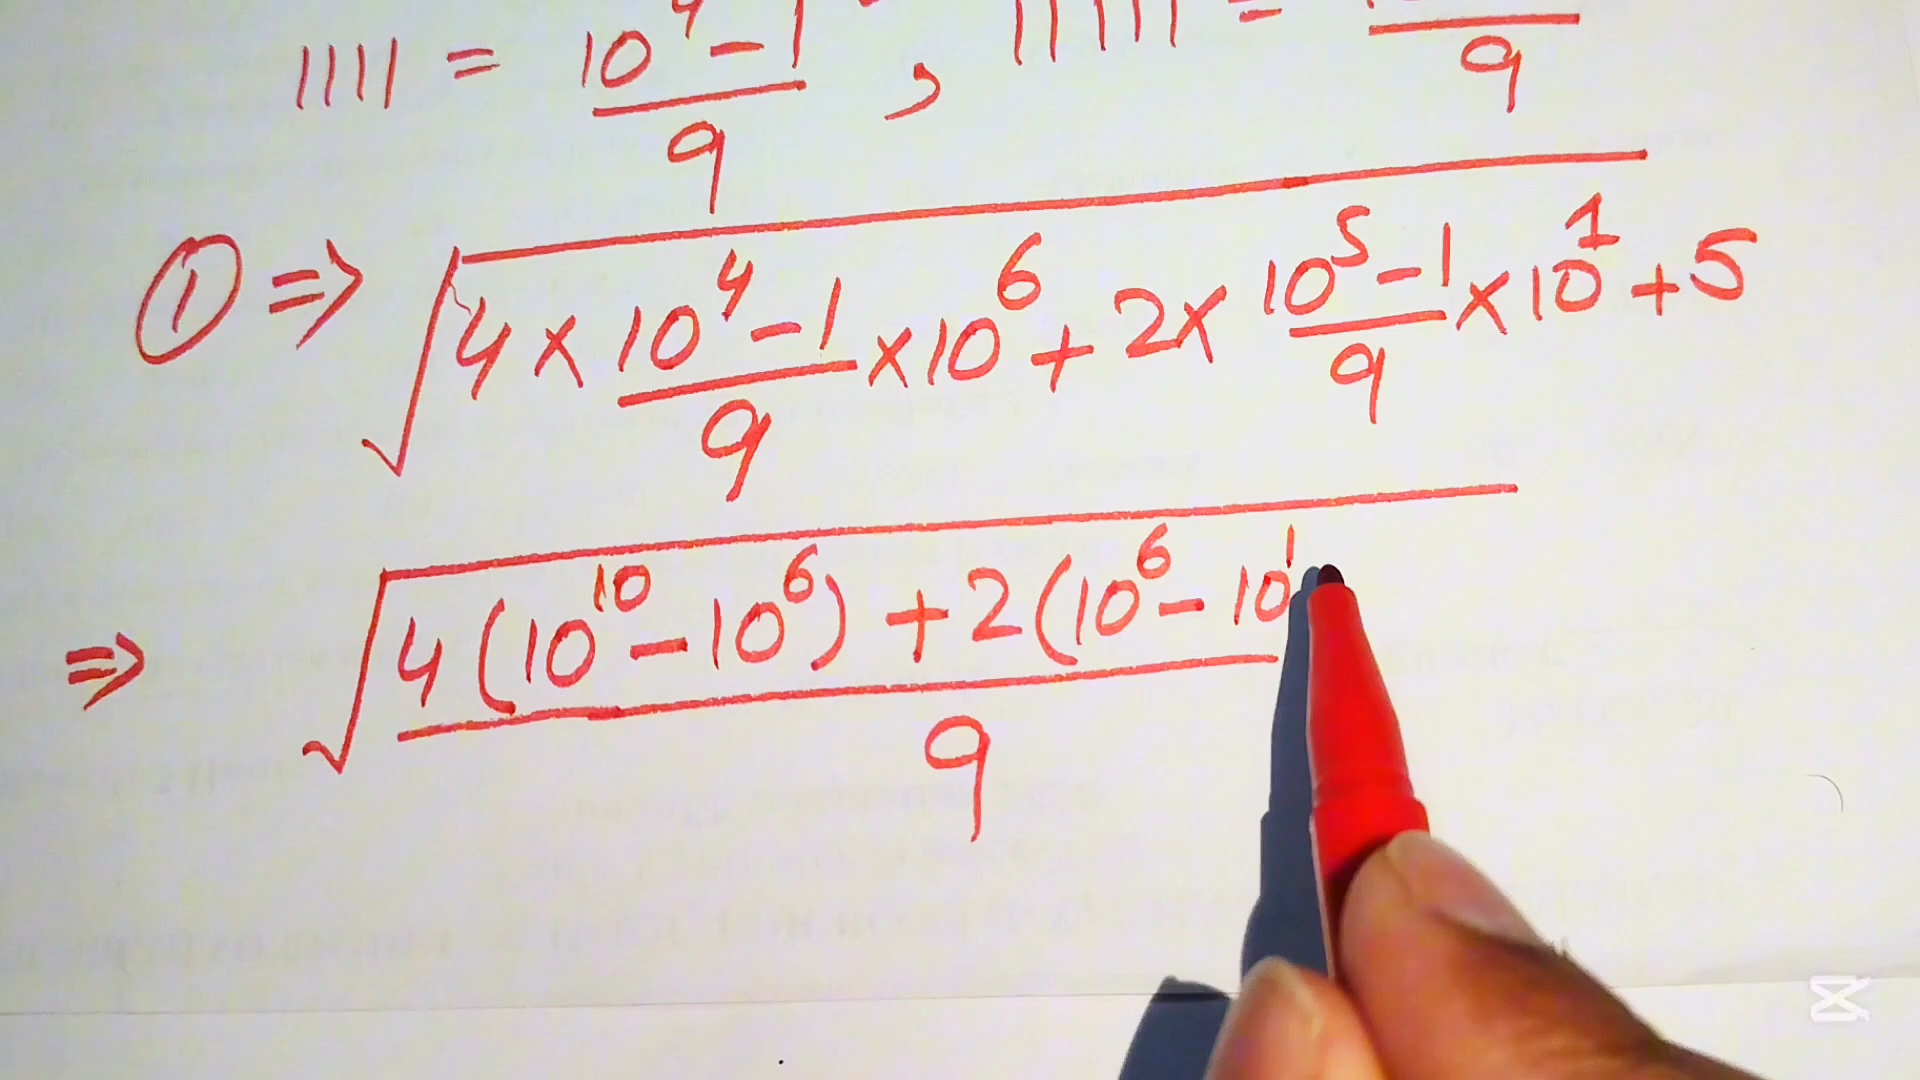 1111 = 10⁴ - 1 / 9 , 11111 = / 9
① ⇒ √(4 × (10⁴ - 1)/9 × 10⁶ + 2 × (10⁵ - 1)/9 × 10¹ + 5
⇒ √(4(10¹⁰ - 10⁶) + 2(10⁶ - 10¹ / 9